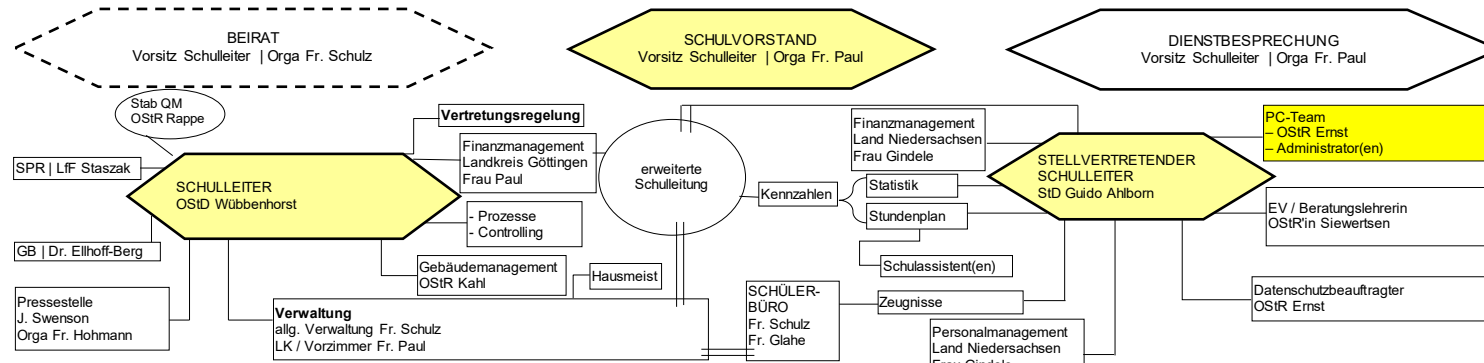 BEIRAT
Vorsitz Schulleiter | Orga Fr. Schulz
SCHULVORSTAND
Vorsitz Schulleiter | Orga Fr. Paul
DIENSTBESPRECHUNG
Vorsitz Schulleiter | Orga Fr. Paul
Stab QM
OStR Rappe
SPR | LfF Staszak
SCHULLEITER
OStD Wübbenhorst
GB | Dr. Ellhoff-Berg
Pressestelle
J. Swenson
Orga Fr. Hohmann
Vertretungsregelung
Finanzmanagement
Landkreis Göttingen
Frau Paul
- Prozesse
- Controlling
Gebäudemanagement
OStR Kahl
Hausmeist
Verwaltung
allg. Verwaltung Fr. Schulz
LK / Vorzimmer Fr. Paul
erweiterte
Schulleitung
Kennzahlen
Statistik
Stundenplan
Schulassistent(en)
SCHÜLER-
BÜRO
Fr. Schulz
Fr. Glahe
Zeugnisse
Finanzmanagement
Land Niedersachsen
Frau Gindele
STELLVERTRETENDER
SCHULLEITER
StD Guido Ahlborn
PC-Team
– OStR Ernst
– Administrator(en)
EV / Beratungslehrerin
OStR'in Siewertsen
Datenschutzbeauftragter
OStR Ernst
Personalmanagement
Land Niedersachsen
Frau Gindele